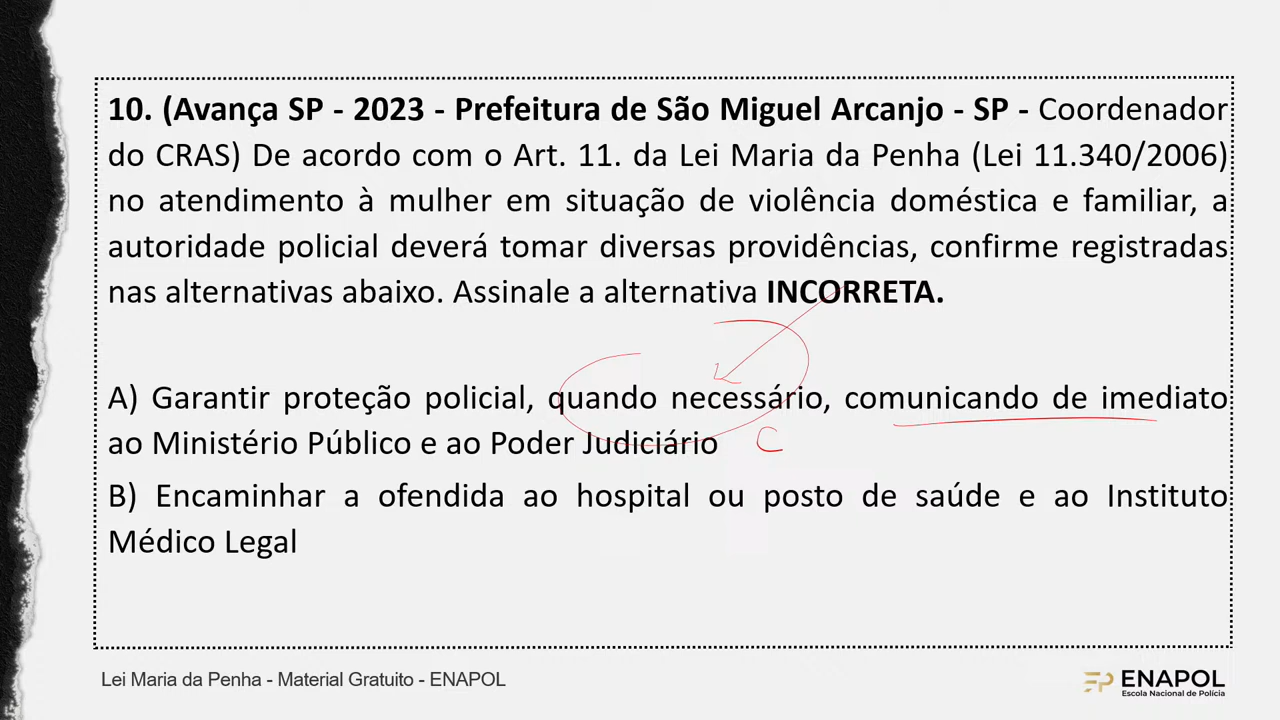 10. (Avança SP - 2023 - Prefeitura de São Miguel Arcanjo - SP - Coordenador
do CRAS) De acordo com o Art. 11. da Lei Maria da Penha (Lei 11.340/2006)
no atendimento à mulher em situação de violência doméstica e familiar, a
autoridade policial deverá tomar diversas providências, confirme registradas
nas alternativas abaixo. Assinale a alternativa INCORRETA.
A) Garantir proteção policial, quando necessário, comunicando de imediato
ao Ministério Público e ao Poder Judiciário C
B) Encaminhar a ofendida ao hospital ou posto de saúde e ao Instituto
Médico Legal
Lei Maria da Penha - Material Gratuito - ENAPOL
ENAPOL
Escola Nacional de Polícia